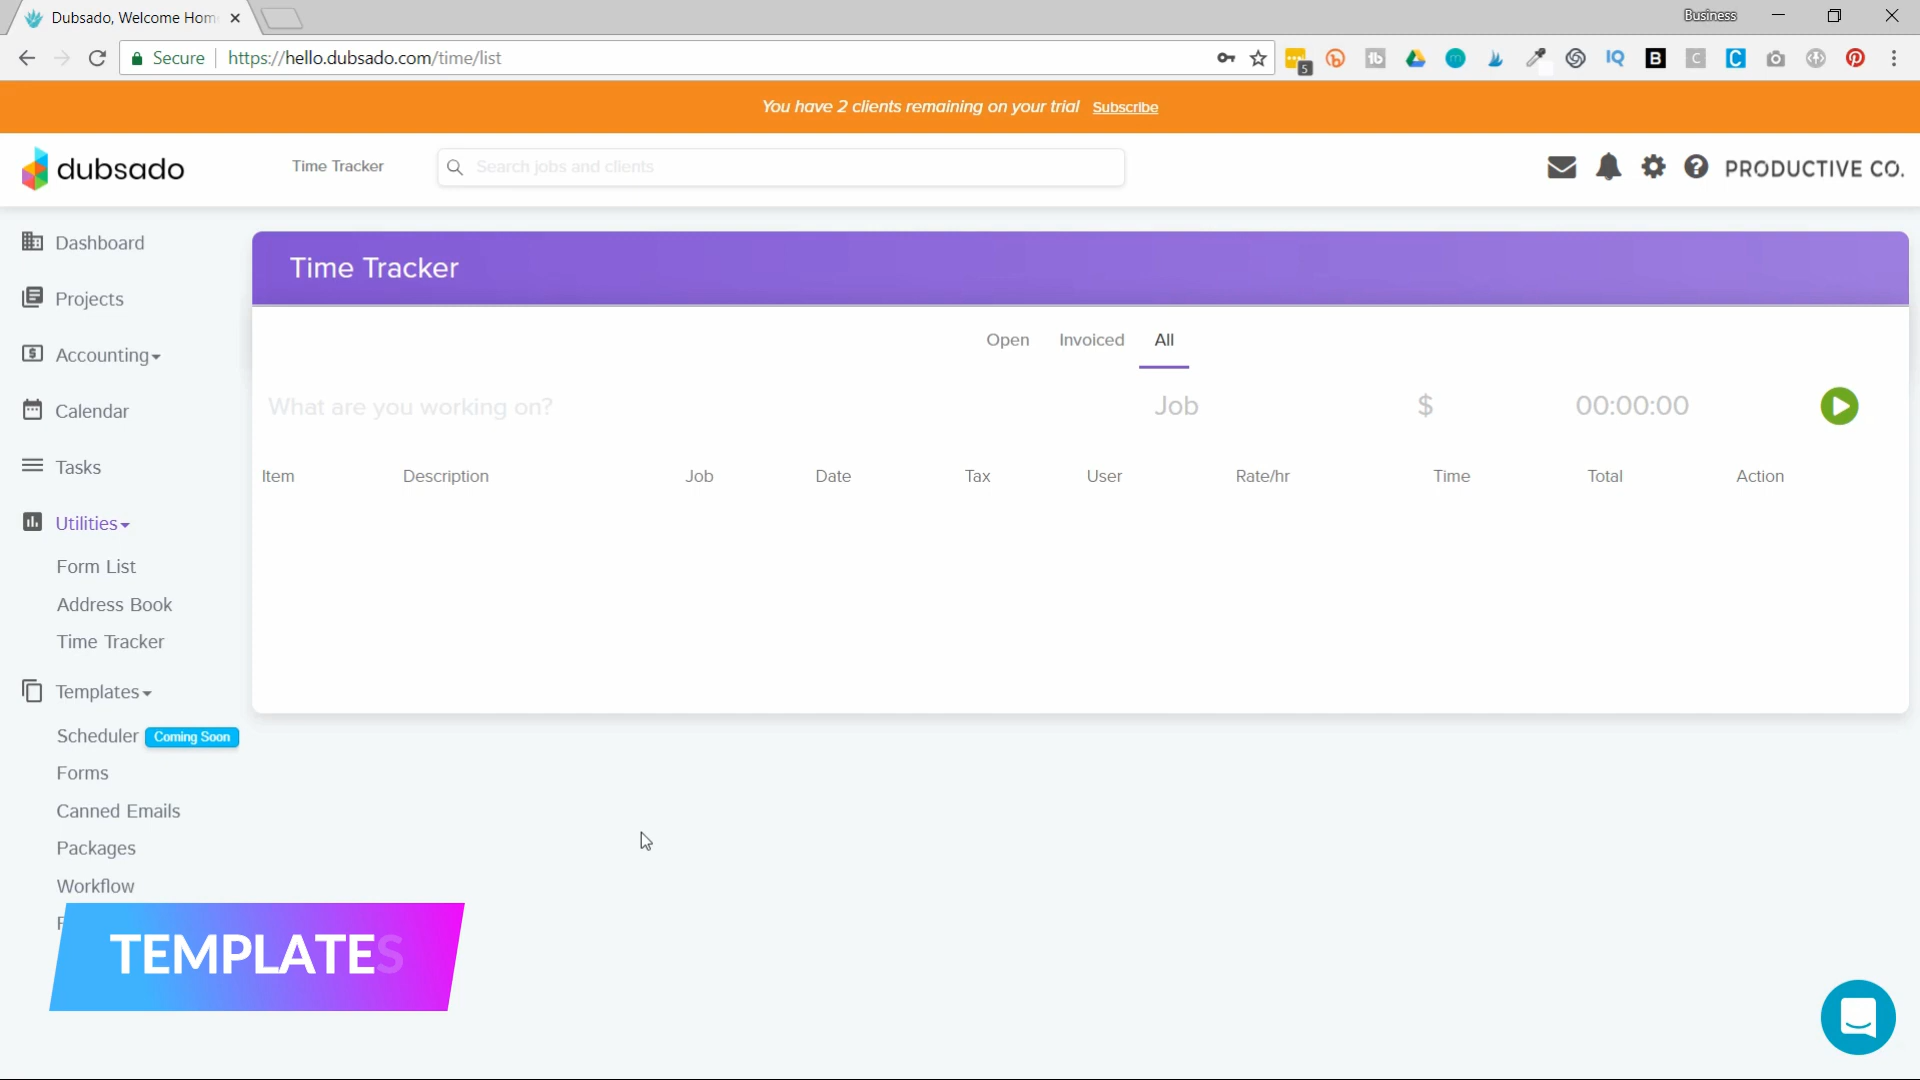 Dubsado, Welcome Hom
Business
Secure
https://hello.dubsado.com/time/list
5
You have 2 clients remaining on your trial Subscribe
dubsado
Time Tracker
Search jobs and clients
PRODUCTIVE CO.
Dashboard
Projects
Accounting
Calendar
Tasks
Utilities
Form List
Address Book
Time Tracker
Templates
Scheduler Coming Soon
Forms
Canned Emails
Packages
Workflow
Time Tracker
Open Invoiced All
What are you working on? Job $ 00:00:00
Item Description Job Date Tax User Rate/hr Time Total Action
TEMPLATES